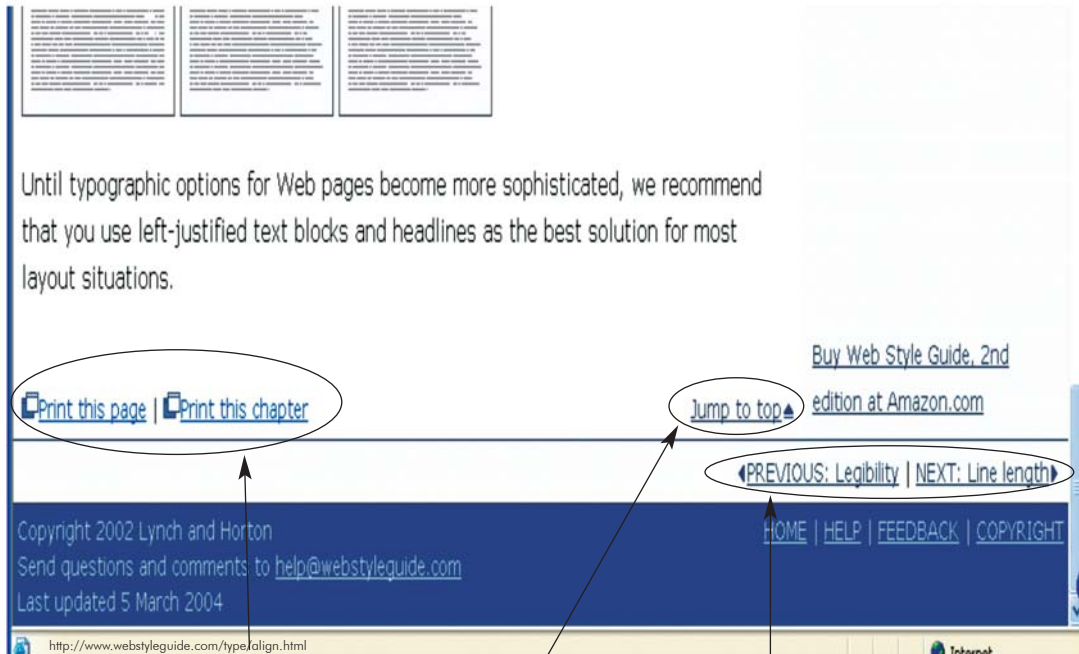 Until typographic options for Web pages become more sophisticated, we recommend
that you use left-justified text blocks and headlines as the best solution for most
layout situations.
Buy Web Style Guide, 2nd
edition at Amazon.com
Print this page | Print this chapter
Jump to top
PREVIOUS: Legibility | NEXT: Line length
Copyright 2002 Lynch and Horton
HOME | HELP | FEEDBACK | COPYRIGHT
Send questions and comments to help@webstyleguide.com
Last updated 5 March 2004
http://www.webstyleguide.com/type/align.html
Internet